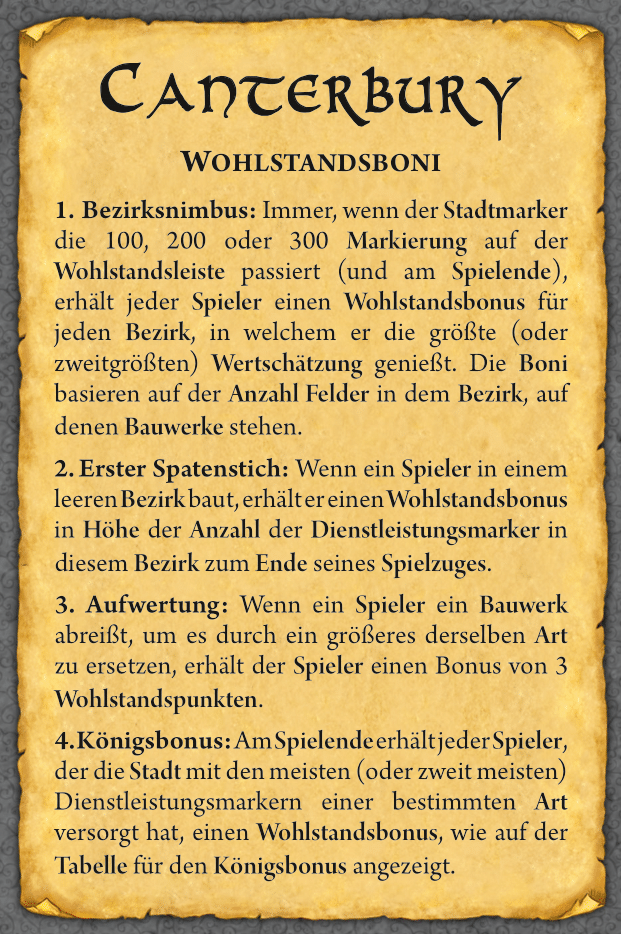 Canterbury
Wohlstandsboni
1. Bezirksnimbus: Immer, wenn der Stadtmarker
die 100, 200 oder 300 Markierung auf der
Wohlstandsleiste passiert (und am Spielende),
erhält jeder Spieler einen Wohlstandsbonus für
jeden Bezirk, in welchem er die größte (oder
zweitgrößten) Wertschätzung genießt. Die Boni
basieren auf der Anzahl Felder in dem Bezirk, auf
denen Bauwerke stehen.
2. Erster Spatenstich: Wenn ein Spieler in einem
leeren Bezirk baut, erhält er einen Wohlstandsbonus
in Höhe der Anzahl der Dienstleistungsmarker in
diesem Bezirk zum Ende seines Spielzuges.
3. Aufwertung: Wenn ein Spieler ein Bauwerk
abreißt, um es durch ein größeres derselben Art
zu ersetzen, erhält der Spieler einen Bonus von 3
Wohlstandspunkten.
4. Königsbonus: Am Spielende erhält jeder Spieler,
der die Stadt mit den meisten (oder zweit meisten)
Dienstleistungsmarkern einer bestimmten Art
versorgt hat, einen Wohlstandsbonus, wie auf der
Tabelle für den Königsbonus angezeigt.